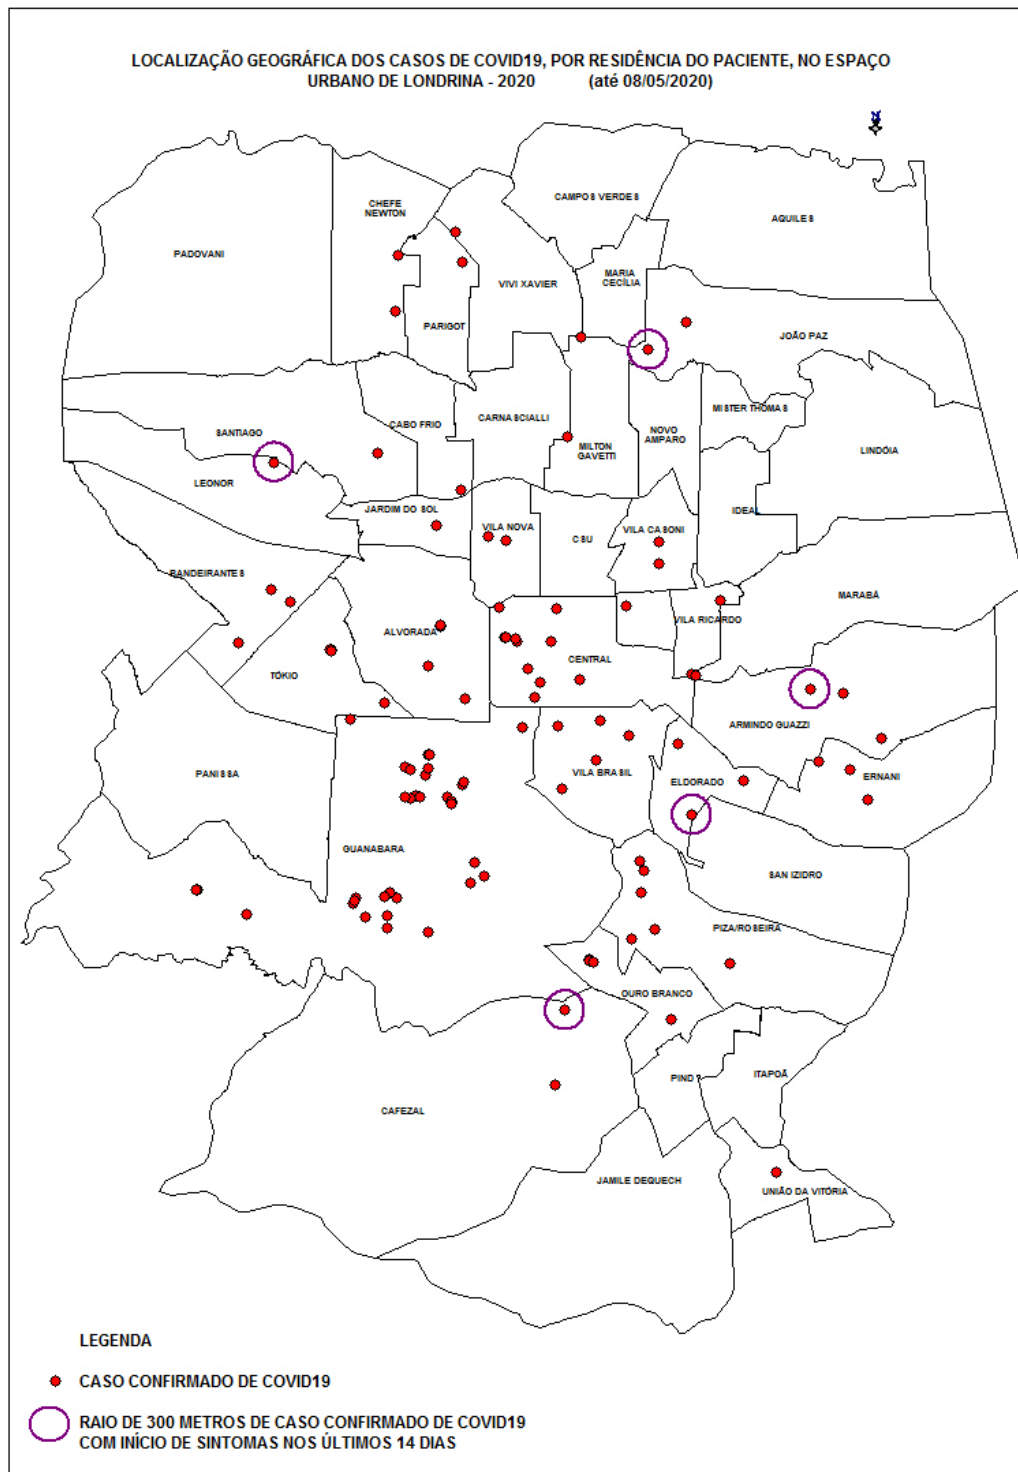 LOCALIZAÇÃO GEOGRÁFICA DOS CASOS DE COVID19, POR RESIDÊNCIA DO PACIENTE, NO ESPAÇO
URBANO DE LONDRINA - 2020 (até 08/05/2020)
N
CAMPOS VERDES
CHEFE
NEWTON
AQUILES
PADOVANI
MARIA
CECÍLIA
VIVI XAVIER
PARIGOT
JOÃO PAZ
MISTER THOMAS
CARNASCIALLI
CABO FRIO
SANTIAGO
NOVO
AMPARO
MILTON
GAVETTI
LINDÓIA
LEONOR
JARDIM DO SOL
IDEAL
VILA NOVA
VILA CASONI
CSU
BANDEIRANTES
MARABÁ
VILA RICARDO
ALVORADA
CENTRAL
TÓKIO
ARMINDO GUAZZI
PANISSA
VILA BRASIL
ERNANI
ELDORADO
GUANABARA
SAN IZIDRO
PIZA/ROSEIRA
OURO BRANCO
PIND
ITAPOÃ
CAFEZAL
JAMILE DEQUECH
UNIÃO DA VITÓRIA
LEGENDA
CASO CONFIRMADO DE COVID19
RAIO DE 300 METROS DE CASO CONFIRMADO DE COVID19
COM INÍCIO DE SINTOMAS NOS ÚLTIMOS 14 DIAS